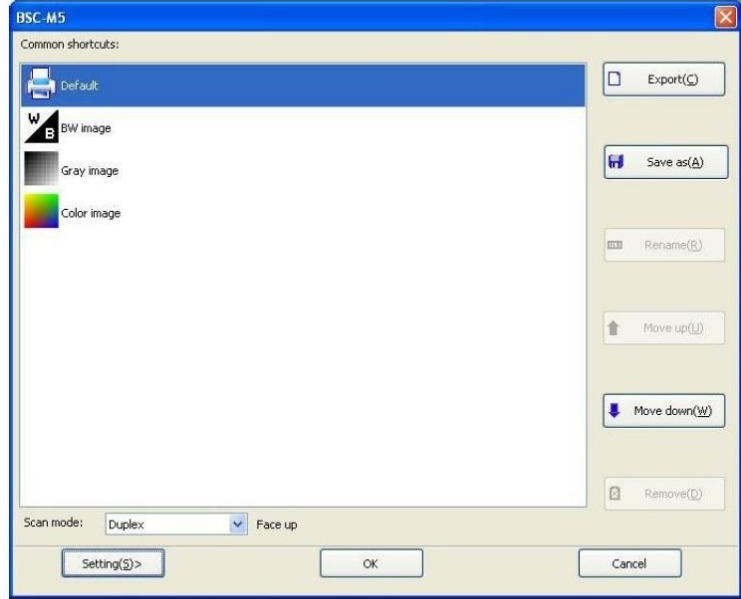 BSC-M5
Common shortcuts:
Default
W
B
BW image
Gray image
Color image
Export(C)
Save as(A)
Rename(R)
Move up(U)
Move down(W)
Remove(D)
Scan mode:
Duplex
Face up
Setting(S)>
OK
Cancel